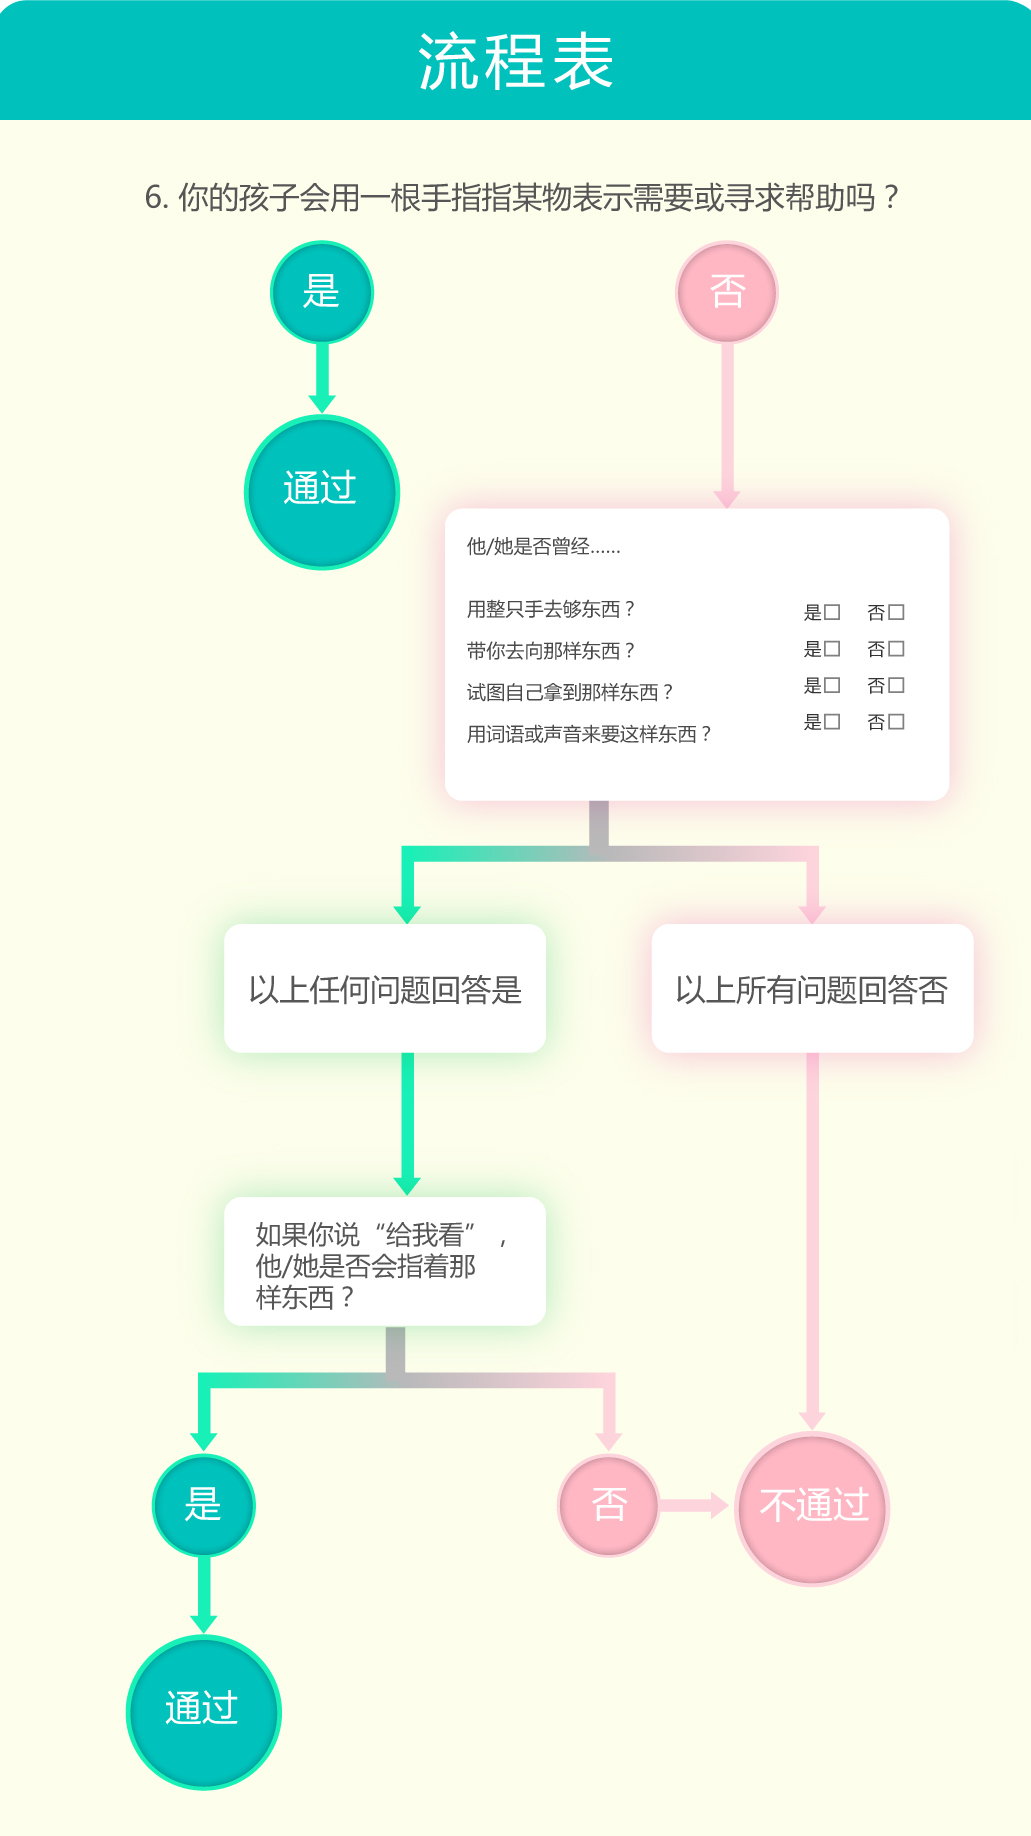 流程表
6. 你的孩子会用一根手指指某物表示需要或寻求帮助吗？
是
否
通过
他/她是否曾经......
用整只手去够东西？ 是□ 否□
带你去向那样东西？ 是□ 否□
试图自己拿到那样东西？ 是□ 否□
用词语或声音来要这样东西？ 是□ 否□
以上任何问题回答是
以上所有问题回答否
如果你说“给我看”，
他/她是否会指着那
样东西？
是
否
不通过
通过